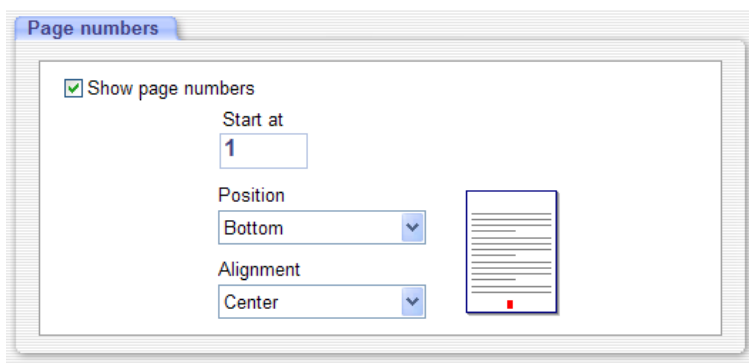 Page numbers
Show page numbers
Start at
1
Position
Bottom
Alignment
Center